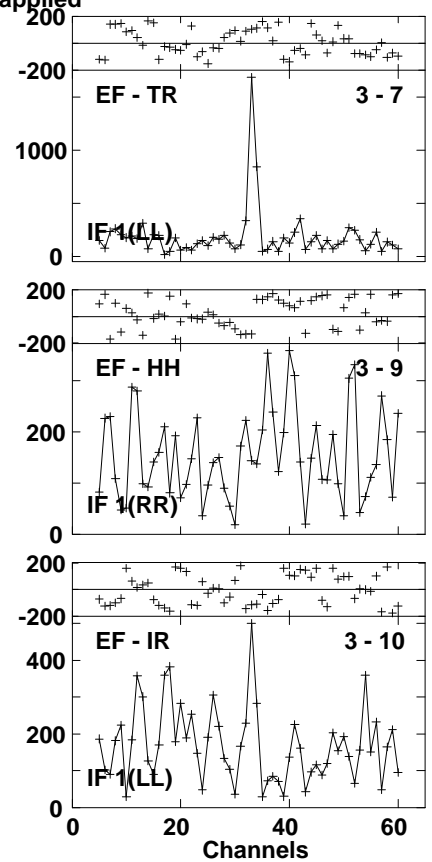 applied
200
-200
EF - TR 3 - 7
1000
IF 1(LL)
0
200
-200
EF - HH 3 - 9
200
IF 1(RR)
0
200
-200
EF - IR 3 - 10
400
200
IF 1(LL)
0
0 20 40 60
Channels